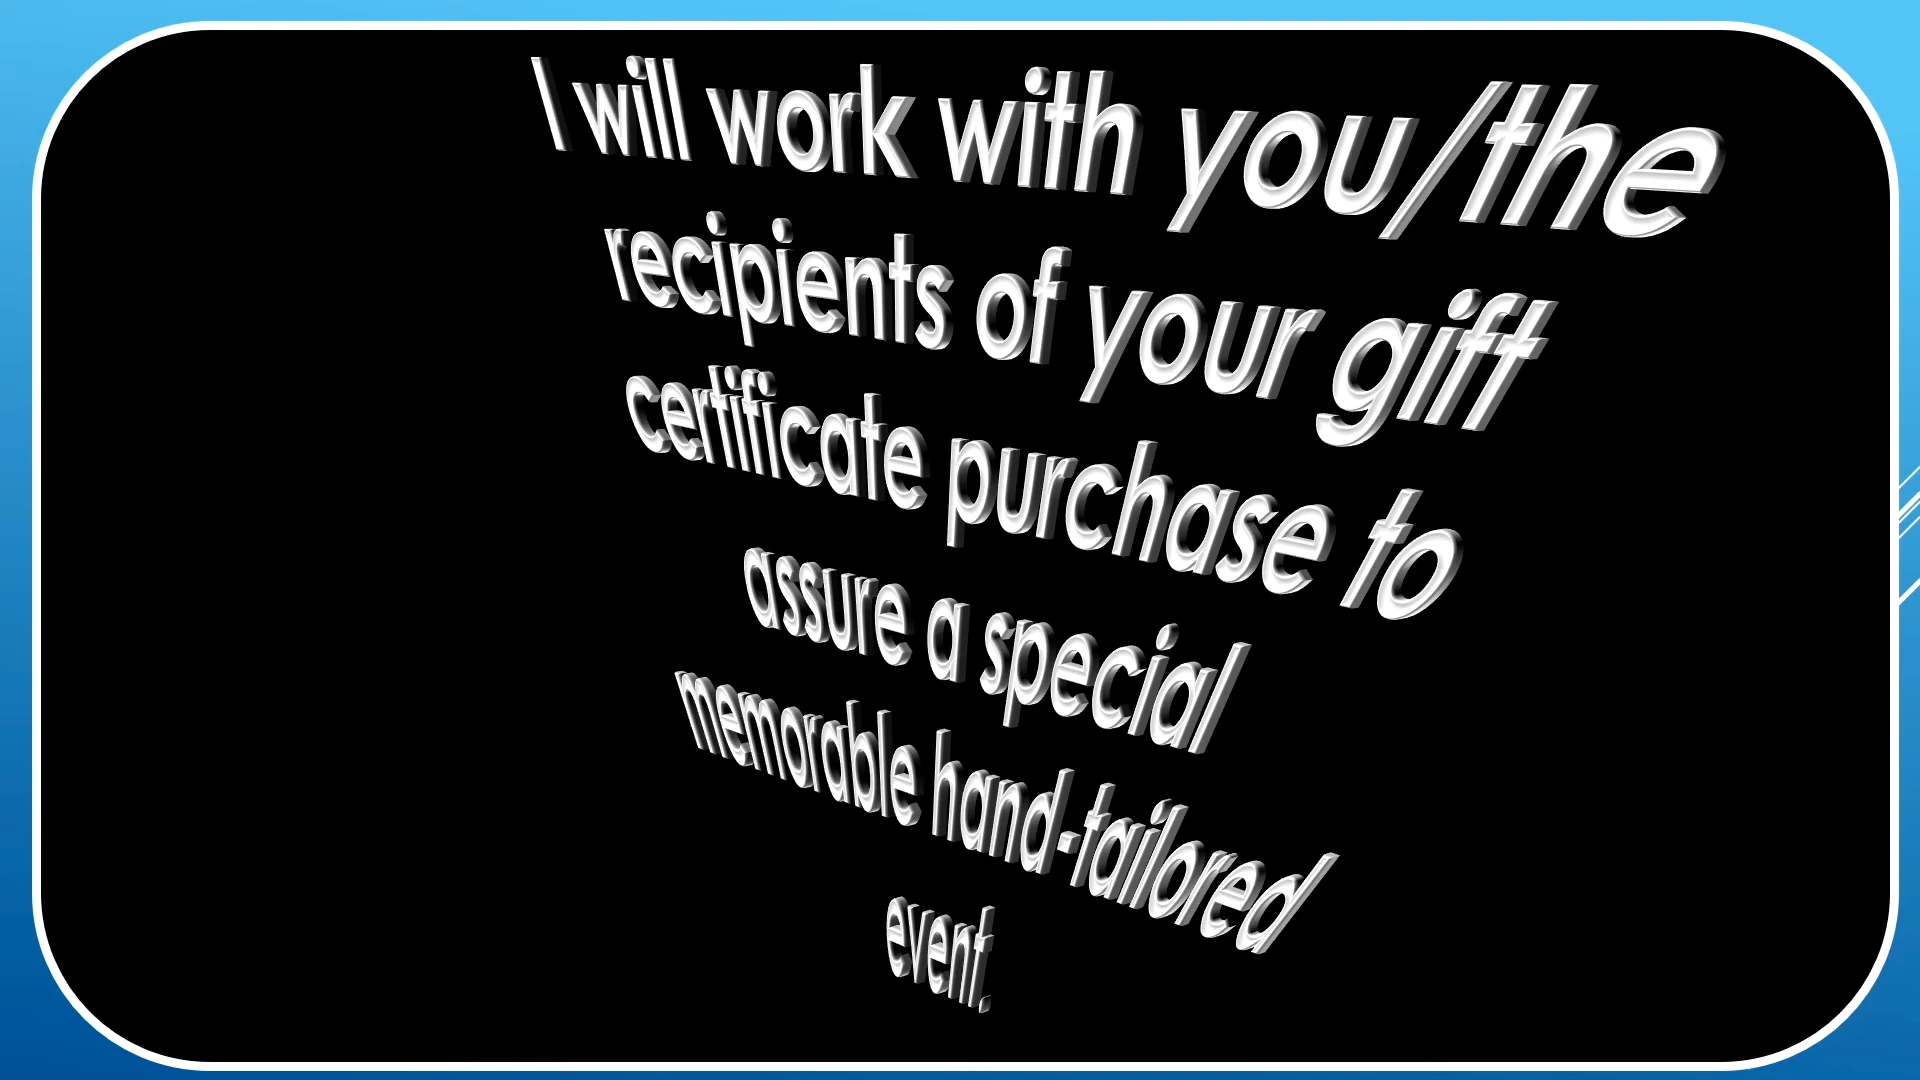 I will work with you/the
recipients of your gift
certificate purchase to
assure a special
memorable hand-tailored
event.